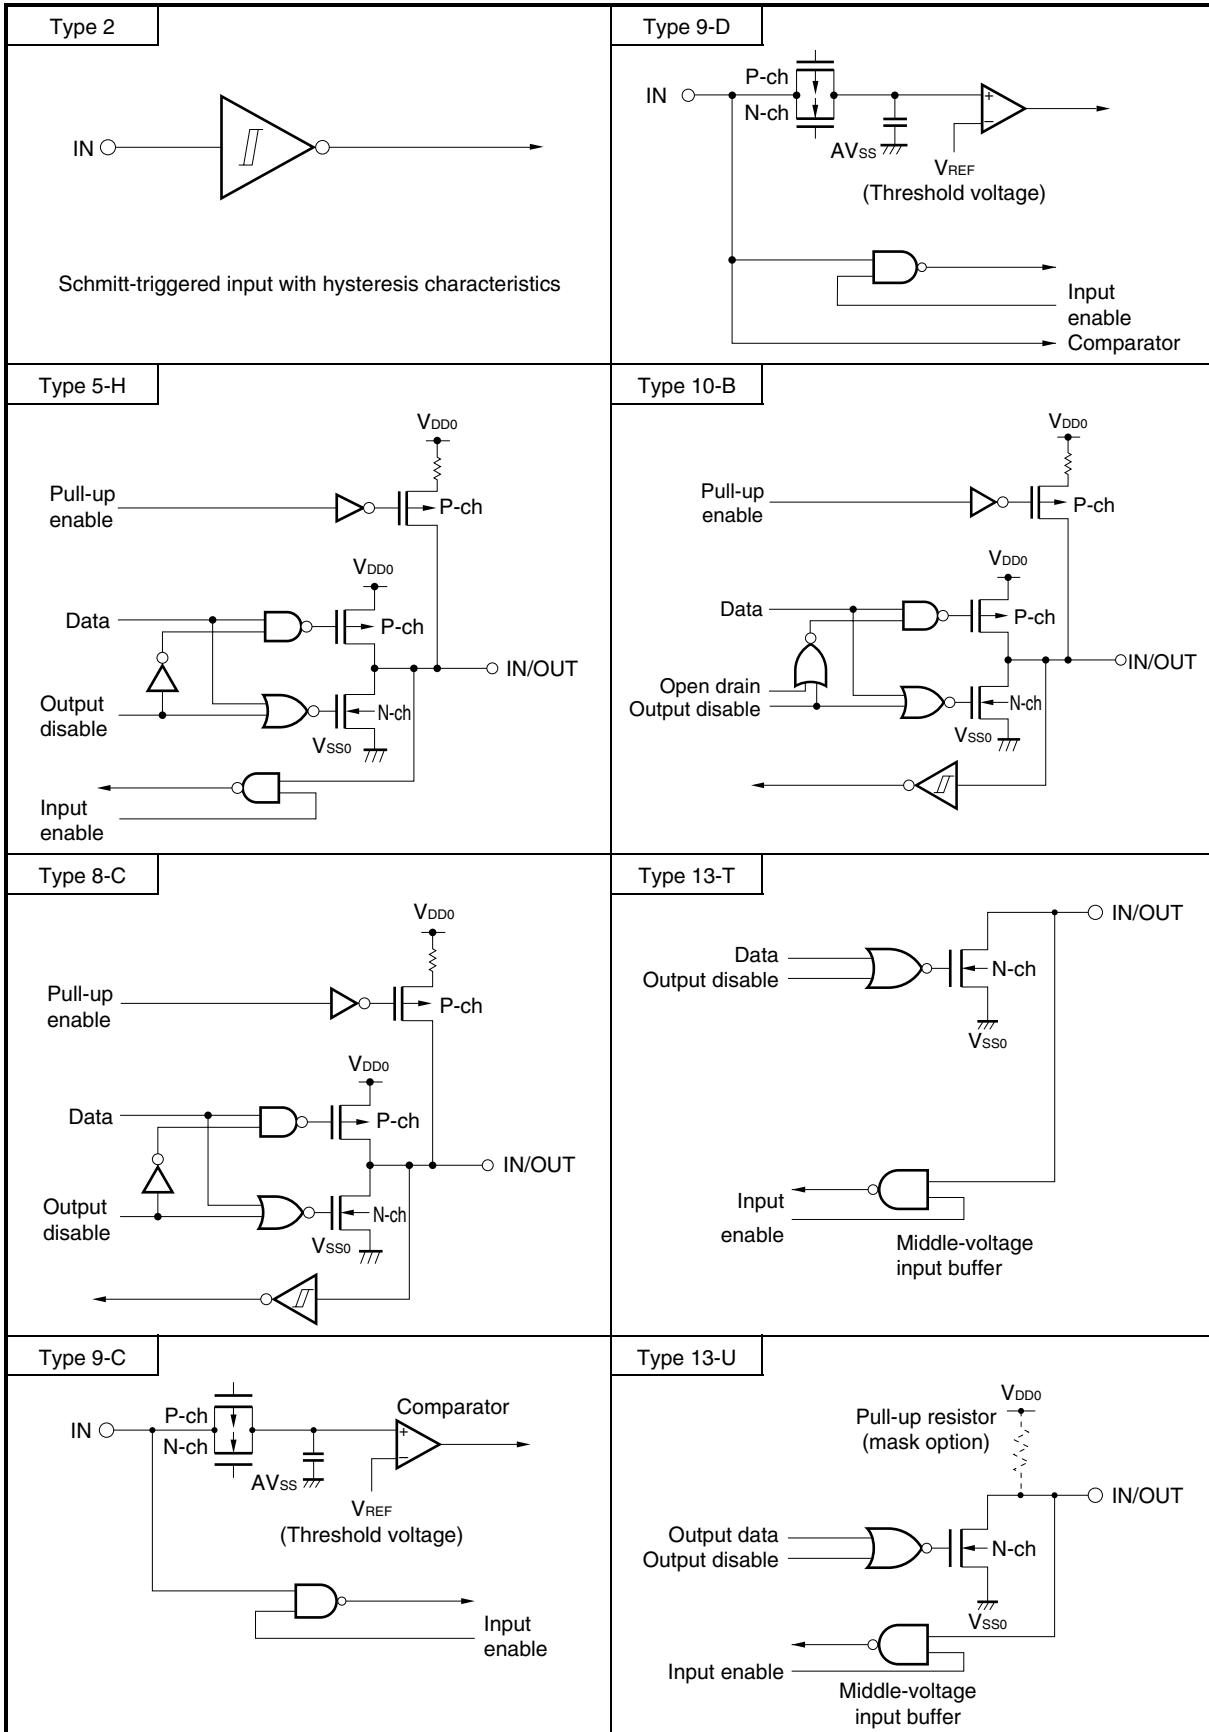 Type 2
IN
Schmitt-triggered input with hysteresis characteristics
Type 9-D
IN
P-ch
N-ch
AVSS
VREF
(Threshold voltage)
Input
enable
Comparator
Type 5-H
VDD0
Pull-up
enable
P-ch
VDD0
Data
P-ch
IN/OUT
Output
disable
N-ch
VSS0
Input
enable
Type 10-B
VDD0
Pull-up
enable
P-ch
VDD0
Data
P-ch
IN/OUT
Open drain
Output disable
N-ch
VSS0
Type 8-C
VDD0
Pull-up
enable
P-ch
VDD0
Data
P-ch
IN/OUT
Output
disable
N-ch
VSS0
Type 13-T
IN/OUT
Data
Output disable
N-ch
VSS0
Input
enable
Middle-voltage
input buffer
Type 9-C
IN
P-ch
N-ch
Comparator
AVSS
VREF
(Threshold voltage)
Input
enable
Type 13-U
VDD0
Pull-up resistor
(mask option)
IN/OUT
Output data
Output disable
N-ch
VSS0
Input enable
Middle-voltage
input buffer